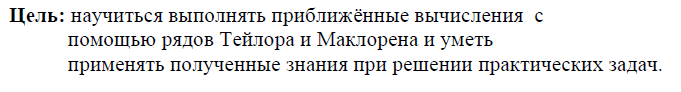 Цель: научиться выполнять приближённые вычисления с
помощью рядов Тейлора и Маклорена и уметь
применять полученные знания при решении практических задач.